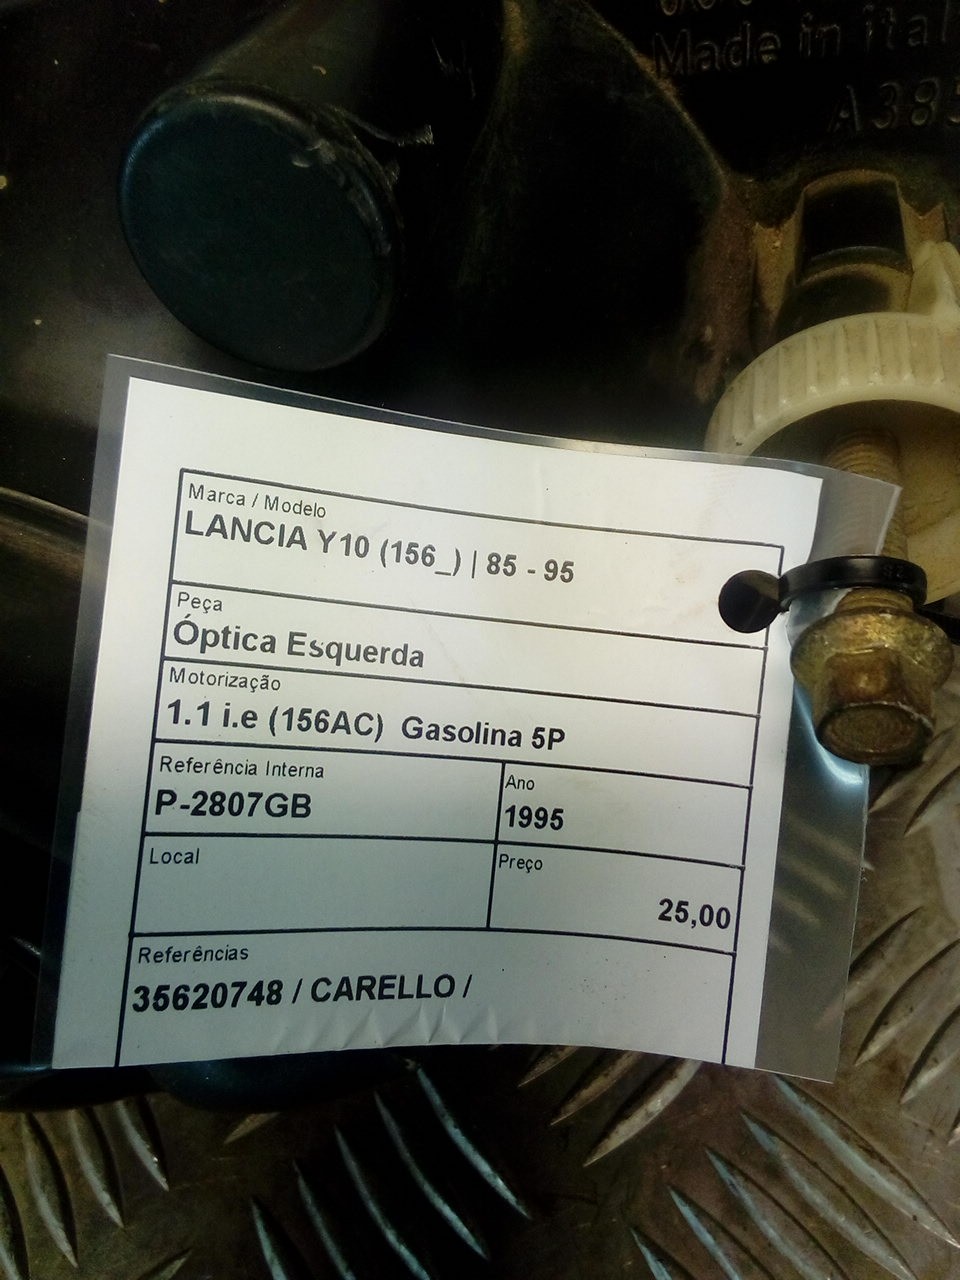 Made in Ital
A385
Marca / Modelo
LANCIA Y10 (156_) | 85 - 95
Peça
Óptica Esquerda
Motorização
1.1 i.e (156AC) Gasolina 5P
Referência Interna
P-2807GB
Ano
1995
Local
Preço
25,00
Referências
35620748 / CARELLO /